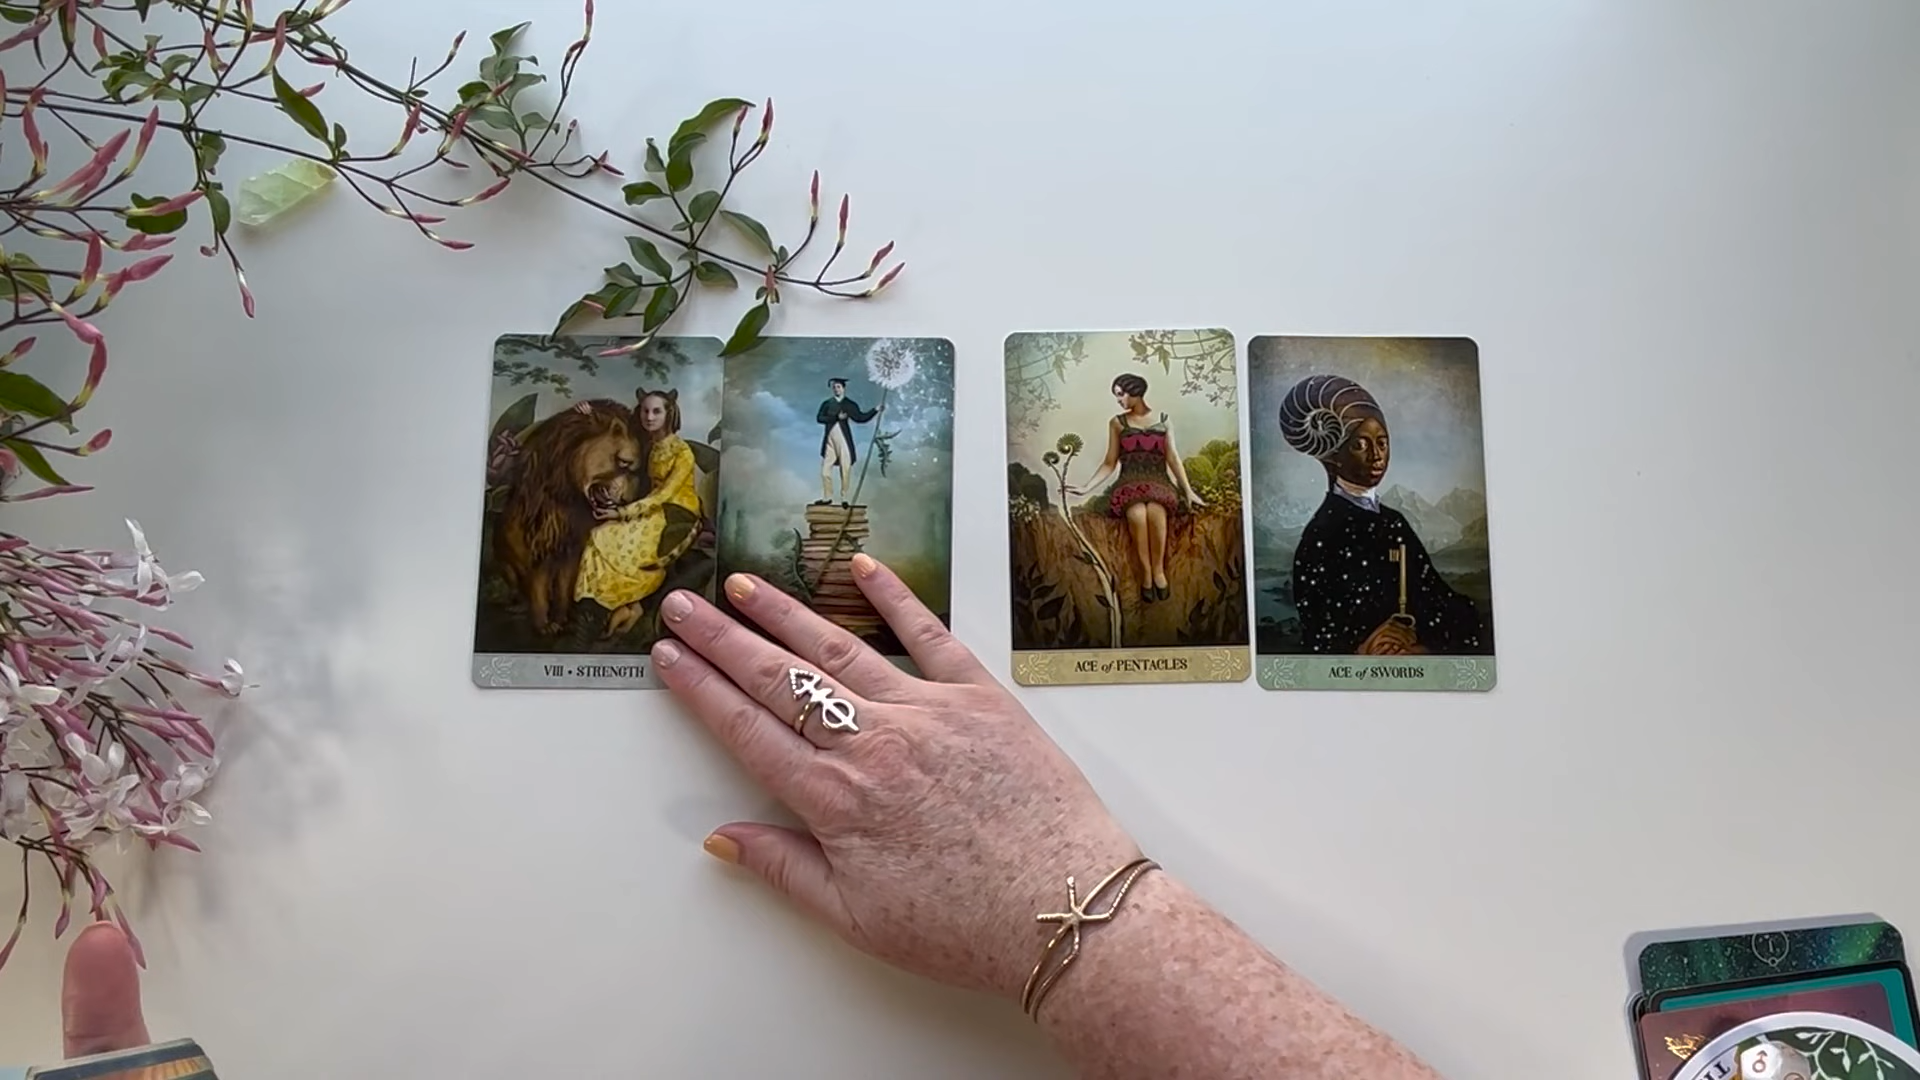 VIII • STRENGTH
ACE of PENTACLES
ACE of SWORDS